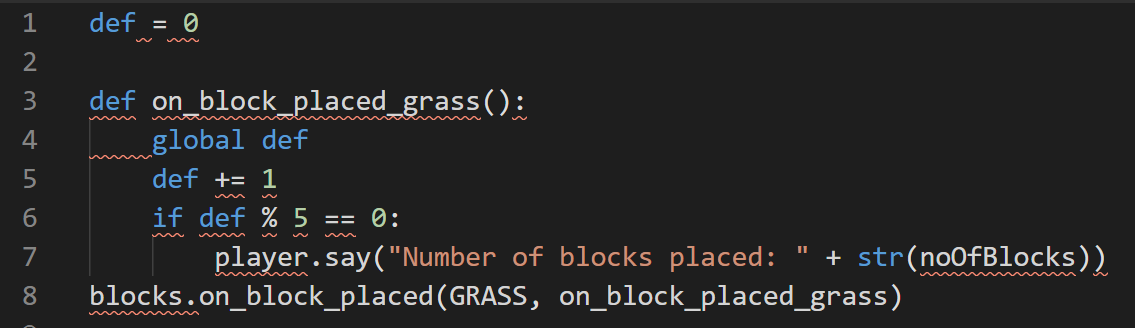 1 def = 0
2
3 def on_block_placed_grass():
4     global def
5     def += 1
6     if def % 5 == 0:
7         player.say("Number of blocks placed: " + str(noOfBlocks))
8 blocks.on_block_placed(GRASS, on_block_placed_grass)